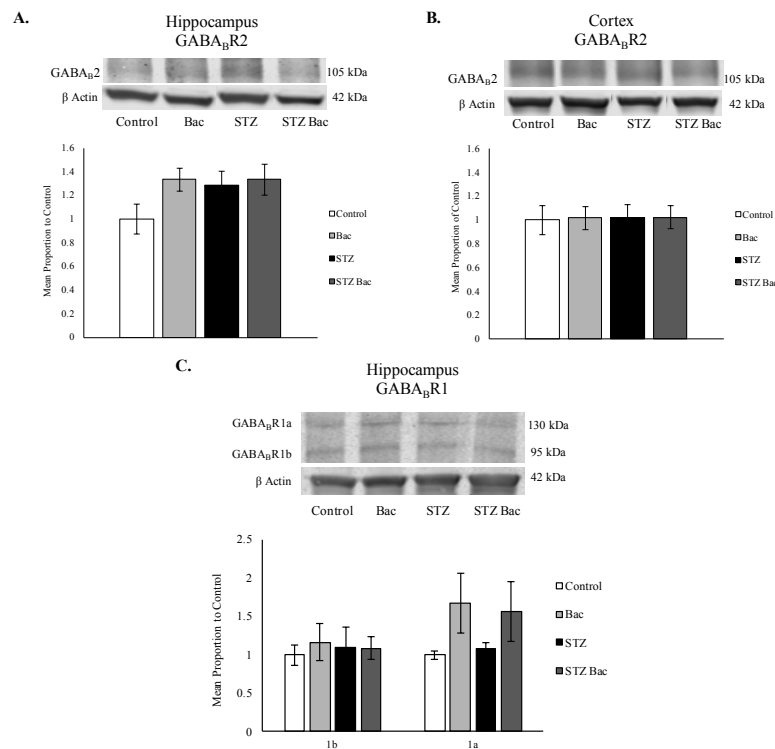 A.
Hippocampus
GABABR2
GABAB2
105 kDa
β Actin
42 kDa
Control Bac STZ STZ Bac
Mean Proportion to Control
1.6
1.4
1.2
1
0.8
0.6
0.4
0.2
0
Control
Bac
STZ
STZ Bac
B.
Cortex
GABABR2
GABAB2
105 kDa
β Actin
42 kDa
Control Bac STZ STZ Bac
Mean Proportion of Control
1.6
1.4
1.2
1
0.8
0.6
0.4
0.2
0
Control
Bac
STZ
STZ Bac
C.
Hippocampus
GABABR1
GABABR1a
130 kDa
GABABR1b
95 kDa
β Actin
42 kDa
Control Bac STZ STZ Bac
Mean Proportion to Control
2.5
2
1.5
1
0.5
0
1b 1a
Control
Bac
STZ
STZ Bac